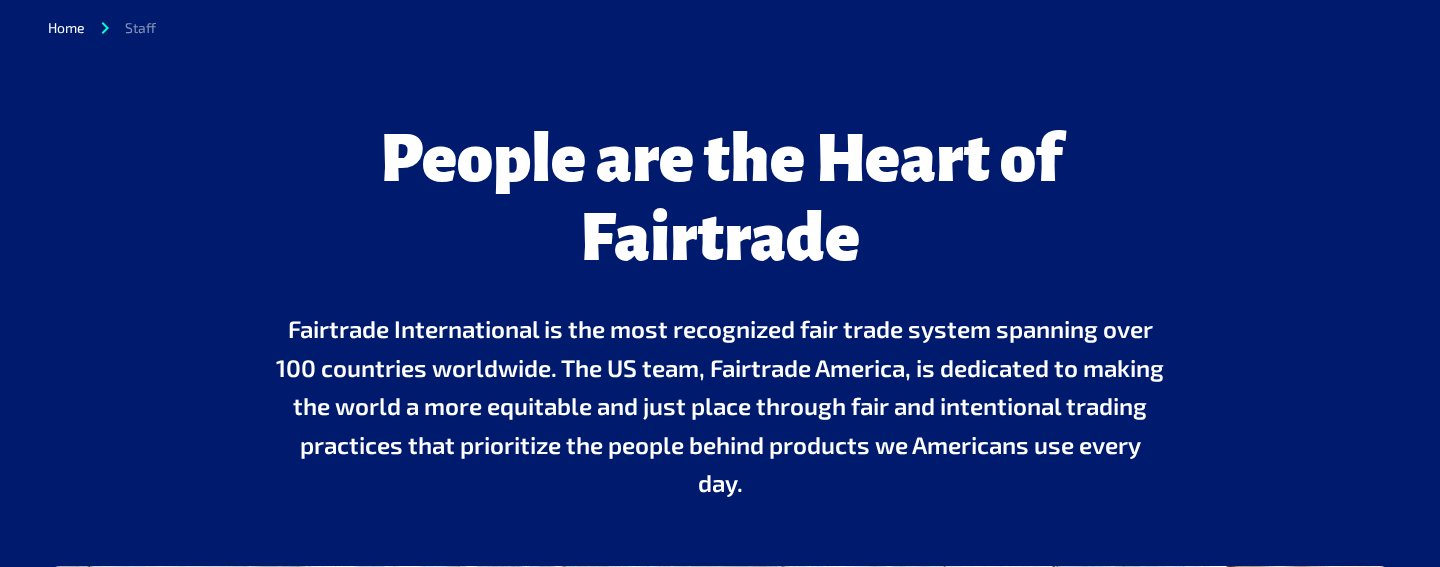 Home > Staff
People are the Heart of
Fairtrade
Fairtrade International is the most recognized fair trade system spanning over
100 countries worldwide. The US team, Fairtrade America, is dedicated to making
the world a more equitable and just place through fair and intentional trading
practices that prioritize the people behind products we Americans use every
day.